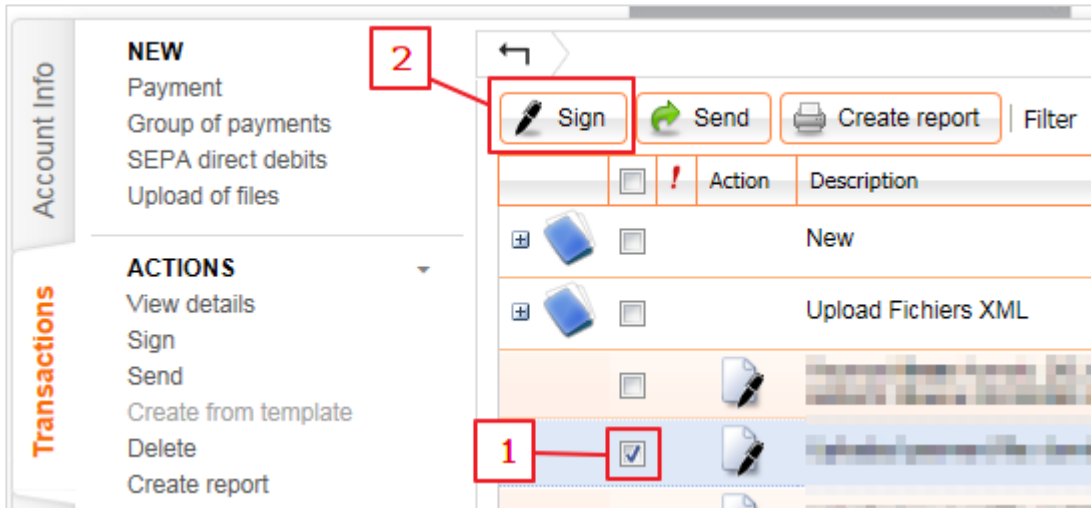 Account Info
Transactions
NEW
Payment
Group of payments
SEPA direct debits
Upload of files
ACTIONS
View details
Sign
Send
Create from template
Delete
Create report
2
Sign Send Create report Filter
! Action Description
New
Upload Fichiers XML
1